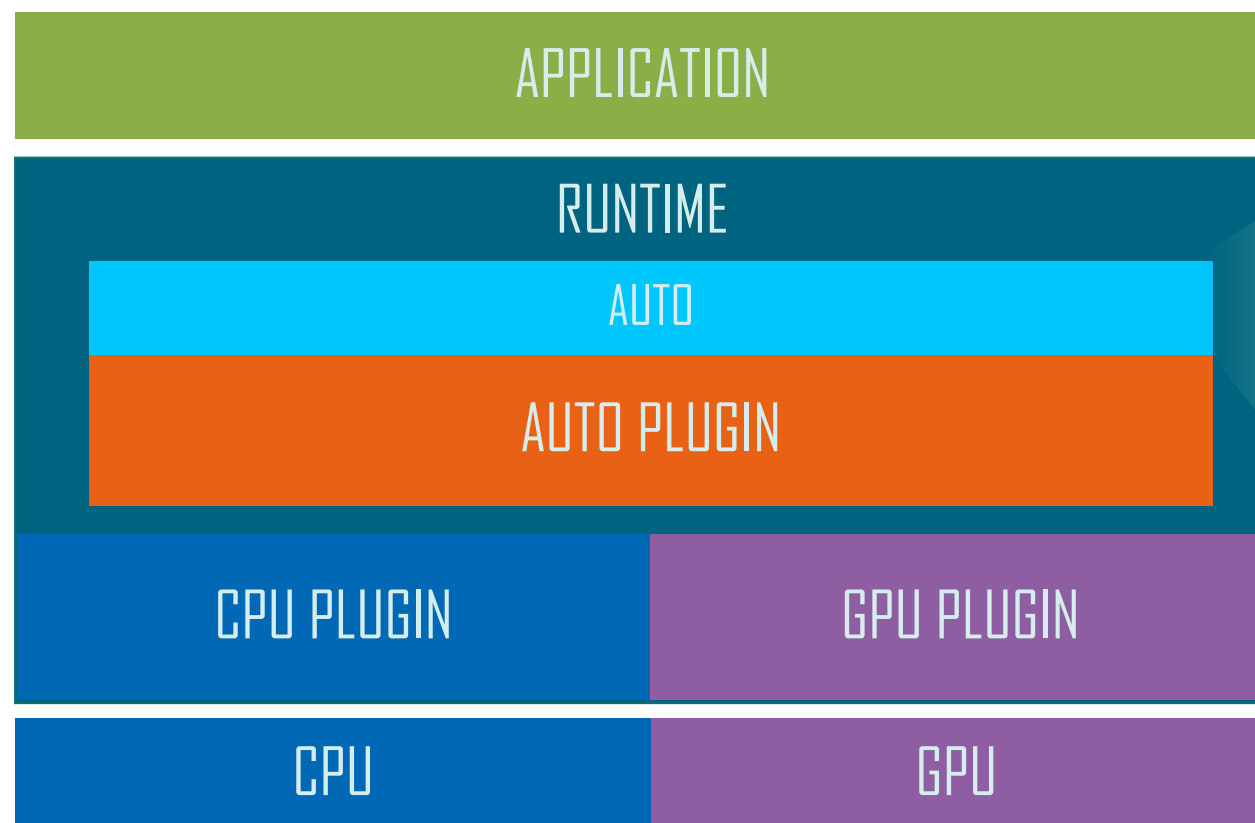 APPLICATION
RUNTIME
AUTO
AUTO PLUGIN
CPU PLUGIN
GPU PLUGIN
CPU
GPU